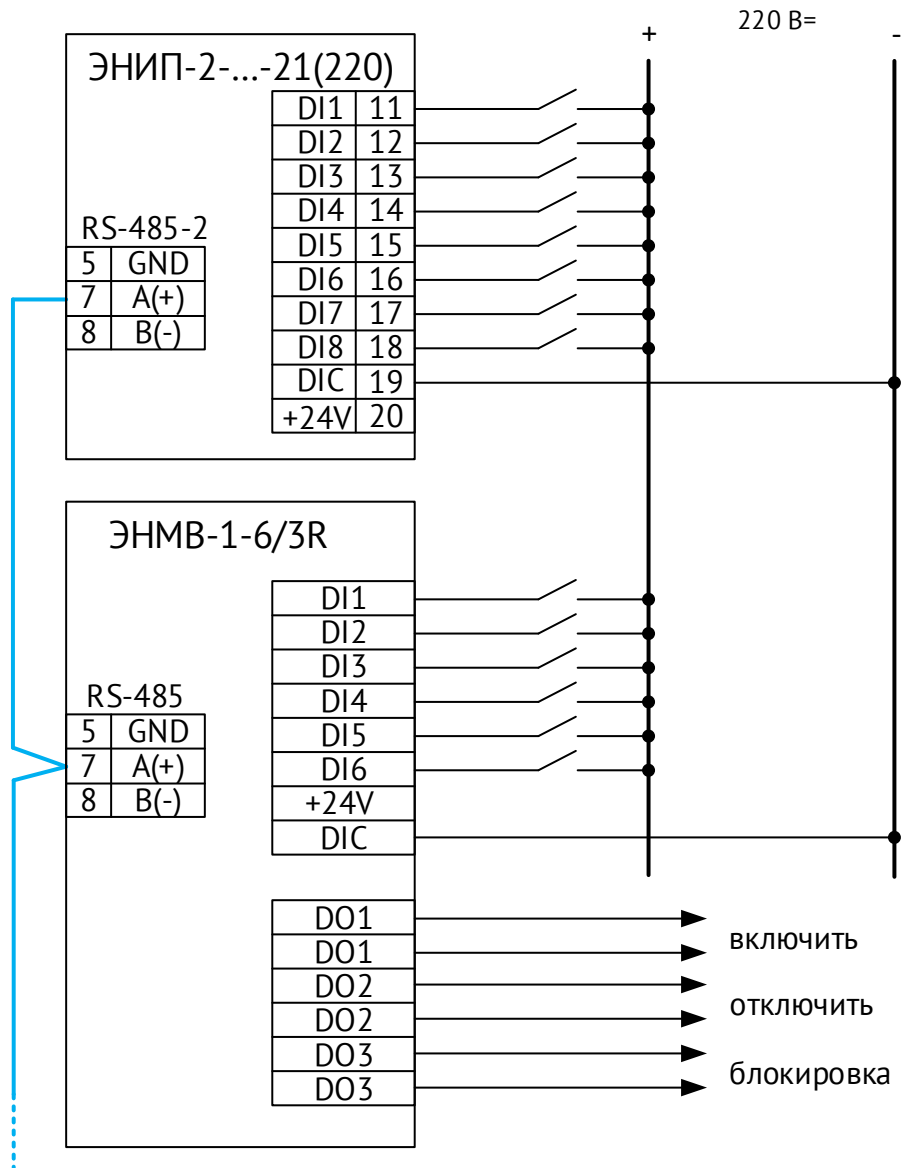 220 В=
+ -
ЭНИП-2-...-21(220)
DI1 11
DI2 12
DI3 13
DI4 14
RS-485-2
DI5 15
5 GND
DI6 16
7 A(+)
DI7 17
8 B(-)
DI8 18
DIC 19
+24V 20
ЭНМВ-1-6/3R
DI1
DI2
DI3
RS-485
DI4
5 GND
DI5
7 A(+)
DI6
8 B(-)
+24V
DIC
DO1
включить
DO1
DO2
отключить
DO2
DO3
блокировка
DO3